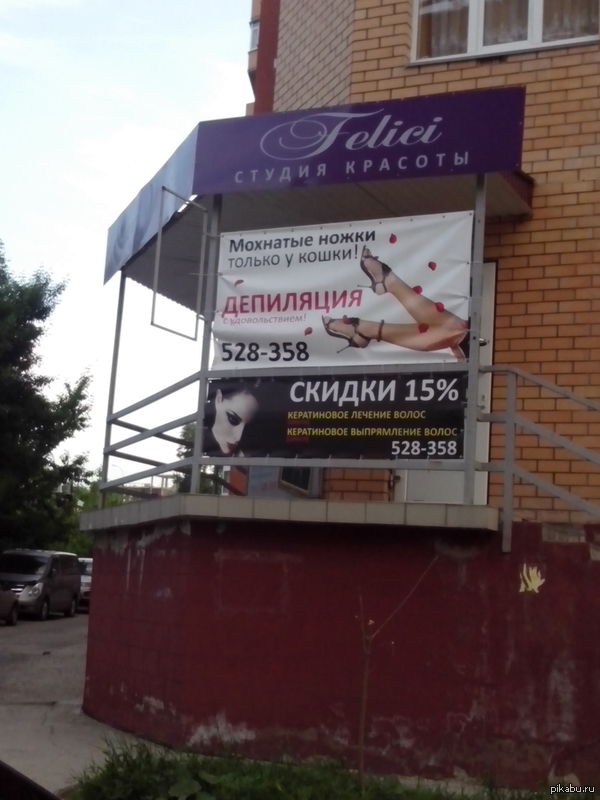 Felici
СТУДИЯ КРАСОТЫ
Мохнатые ножки
только у кошки!
ДЕПИЛЯЦИЯ
с удовольствием!
528-358
СКИДКИ 15%
КЕРАТИНОВОЕ ЛЕЧЕНИЕ ВОЛОС
КЕРАТИНОВОЕ ВЫПРЯМЛЕНИЕ ВОЛОС
528-358
pikabu.ru